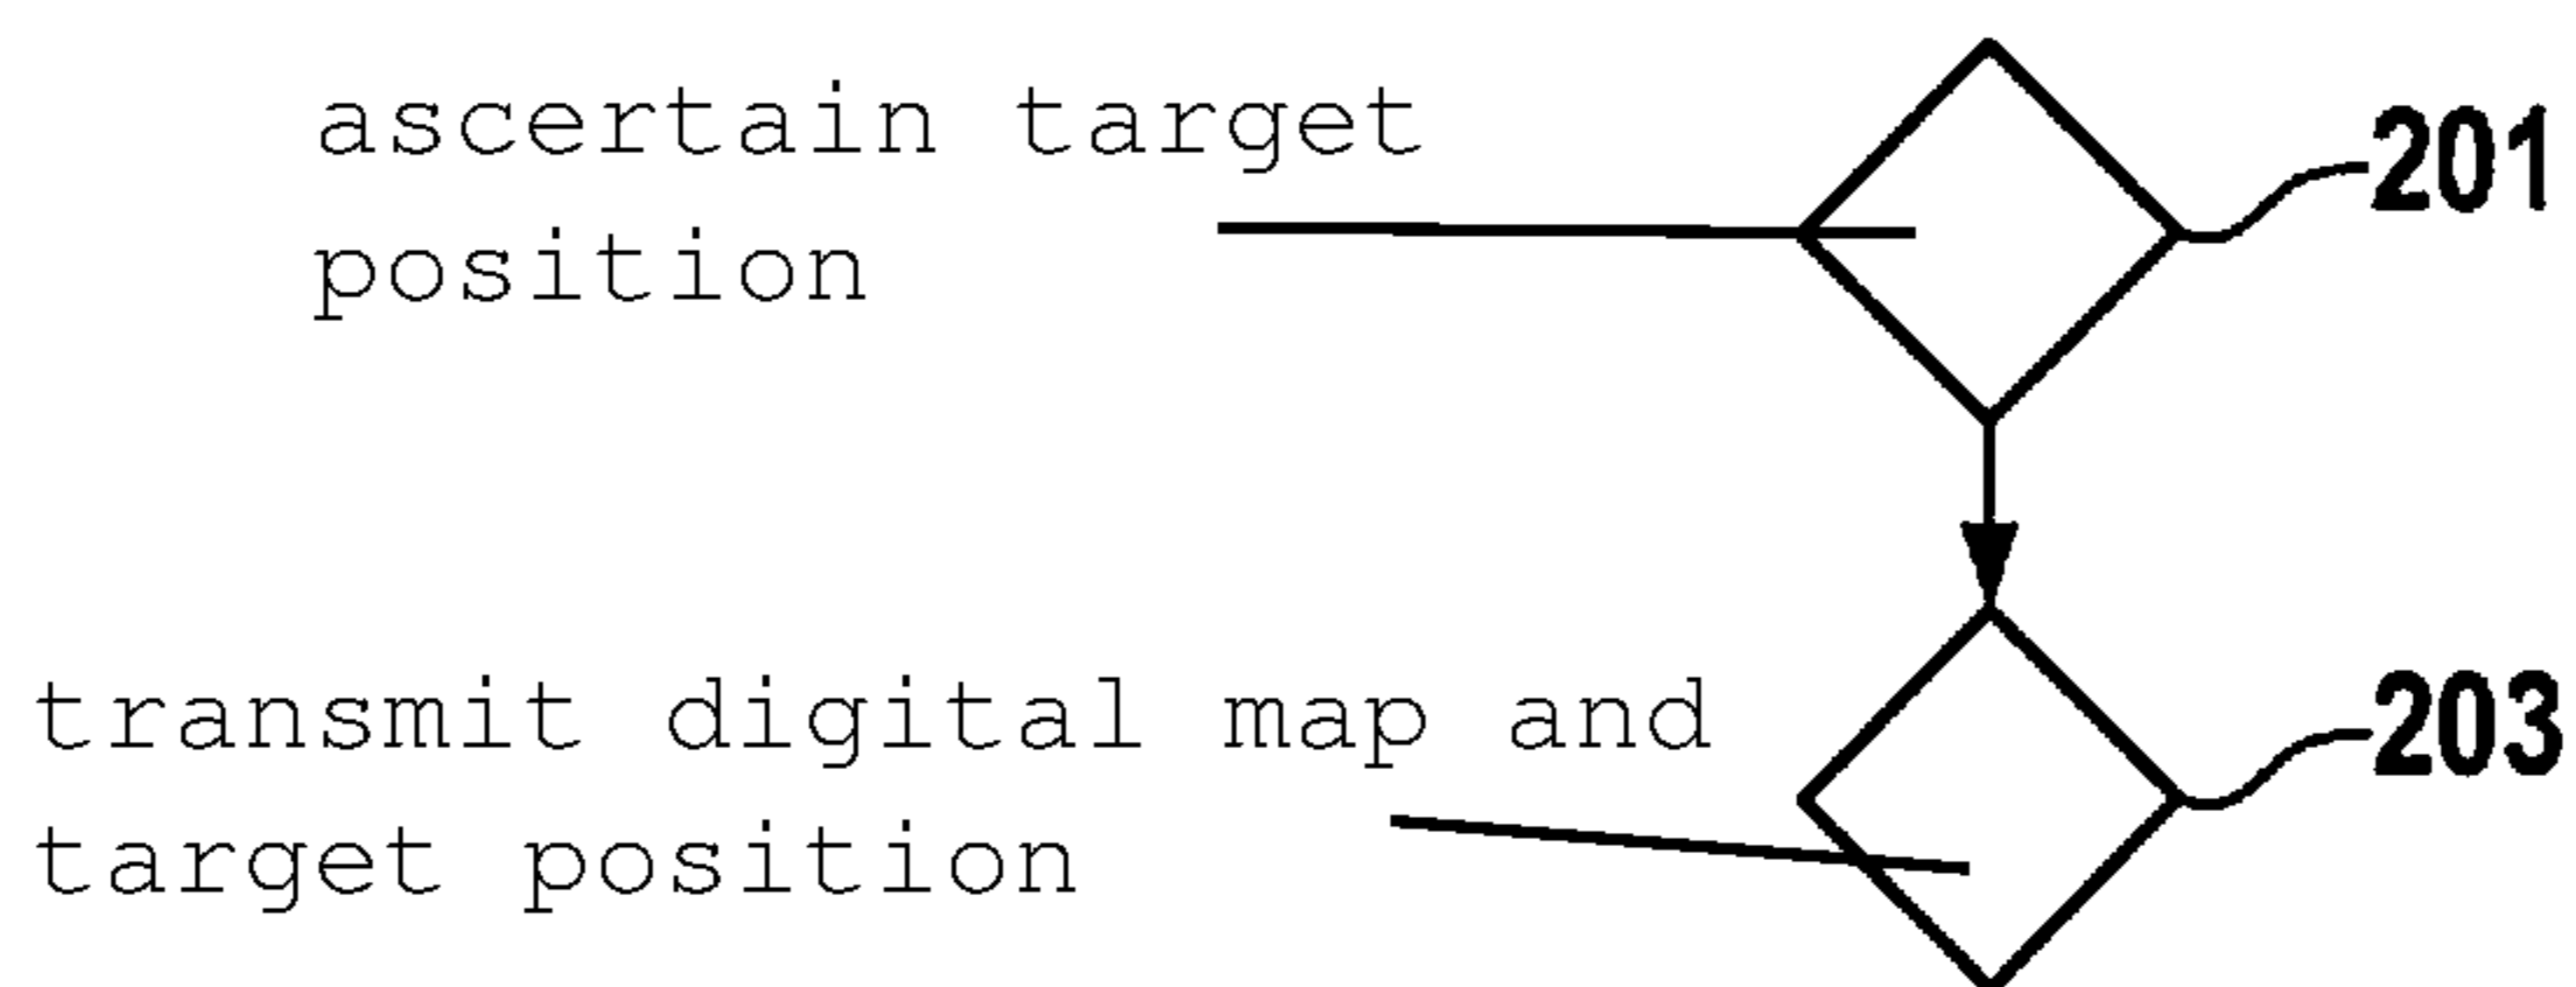 ascertain target
position
201
transmit digital map and
target position
203